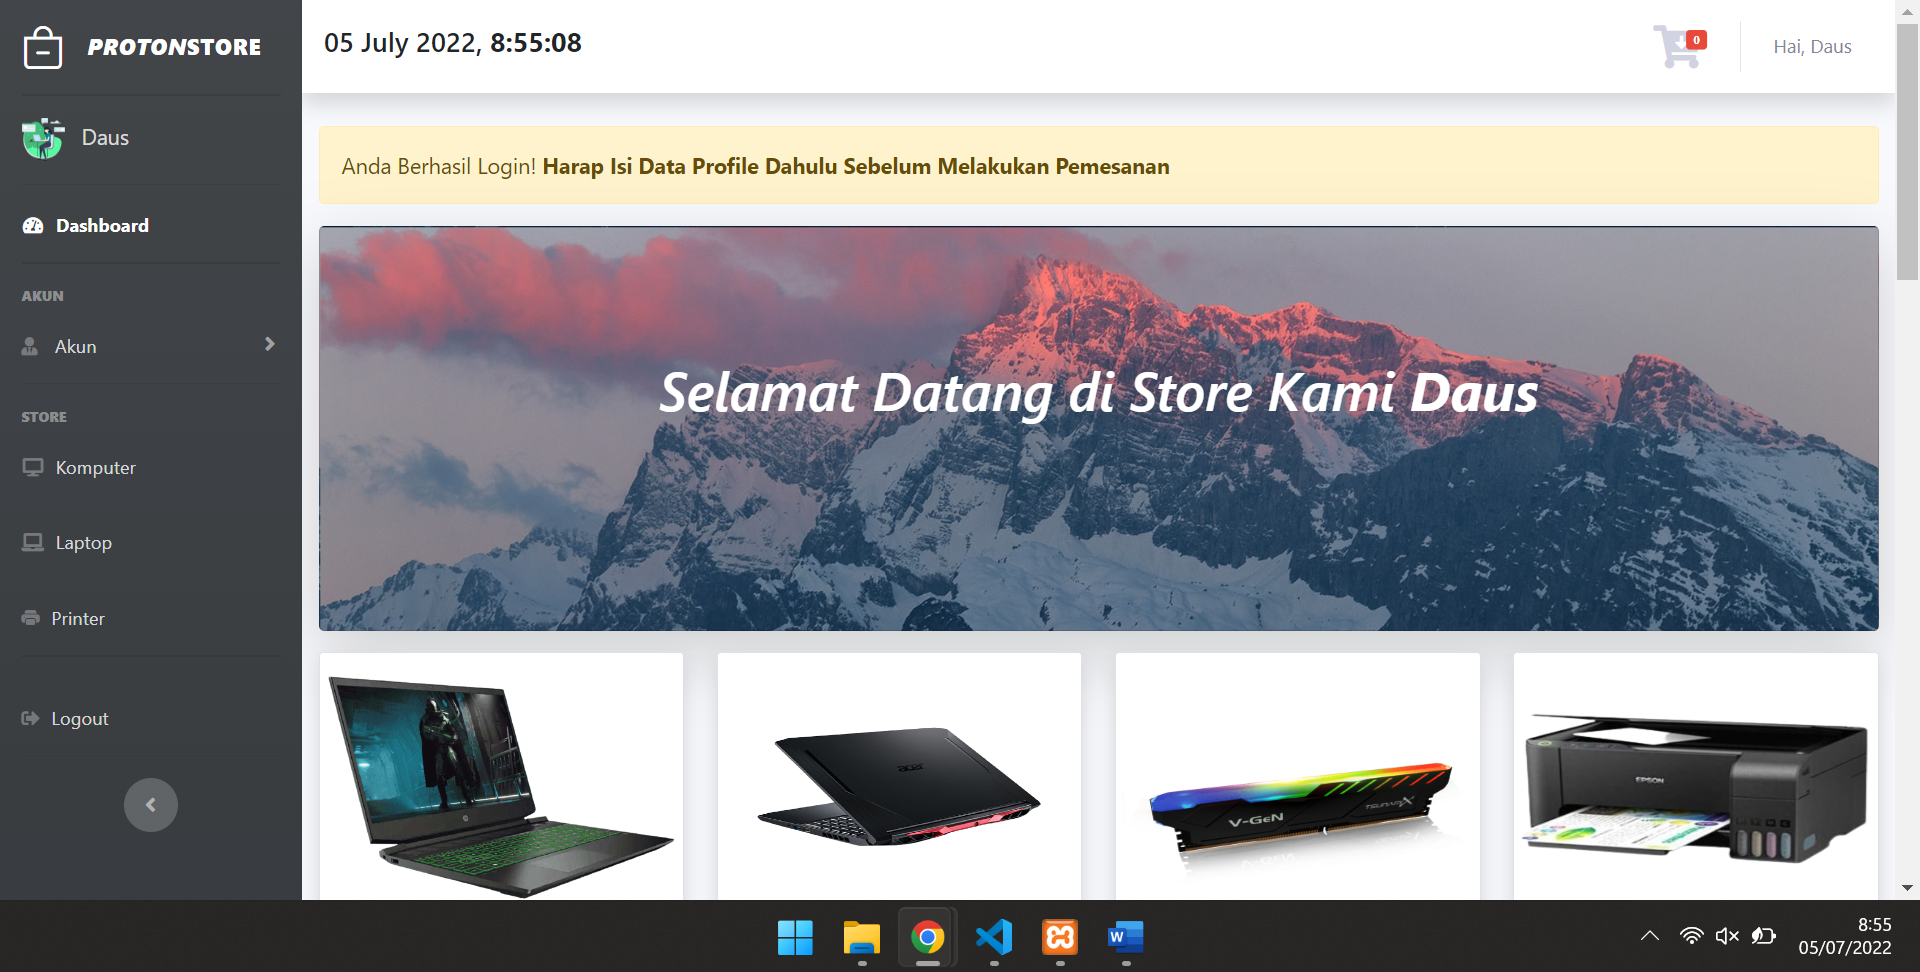 PROTONSTORE
05 July 2022, 8:55:08
0
Hai, Daus
Daus
Dashboard
AKUN
Akun
STORE
Komputer
Laptop
Printer
Logout
Anda Berhasil Login! Harap Isi Data Profile Dahulu Sebelum Melakukan Pemesanan
Selamat Datang di Store Kami Daus
acer
V-GeN
TSUNAMI X
EPSON
W
8:55
05/07/2022